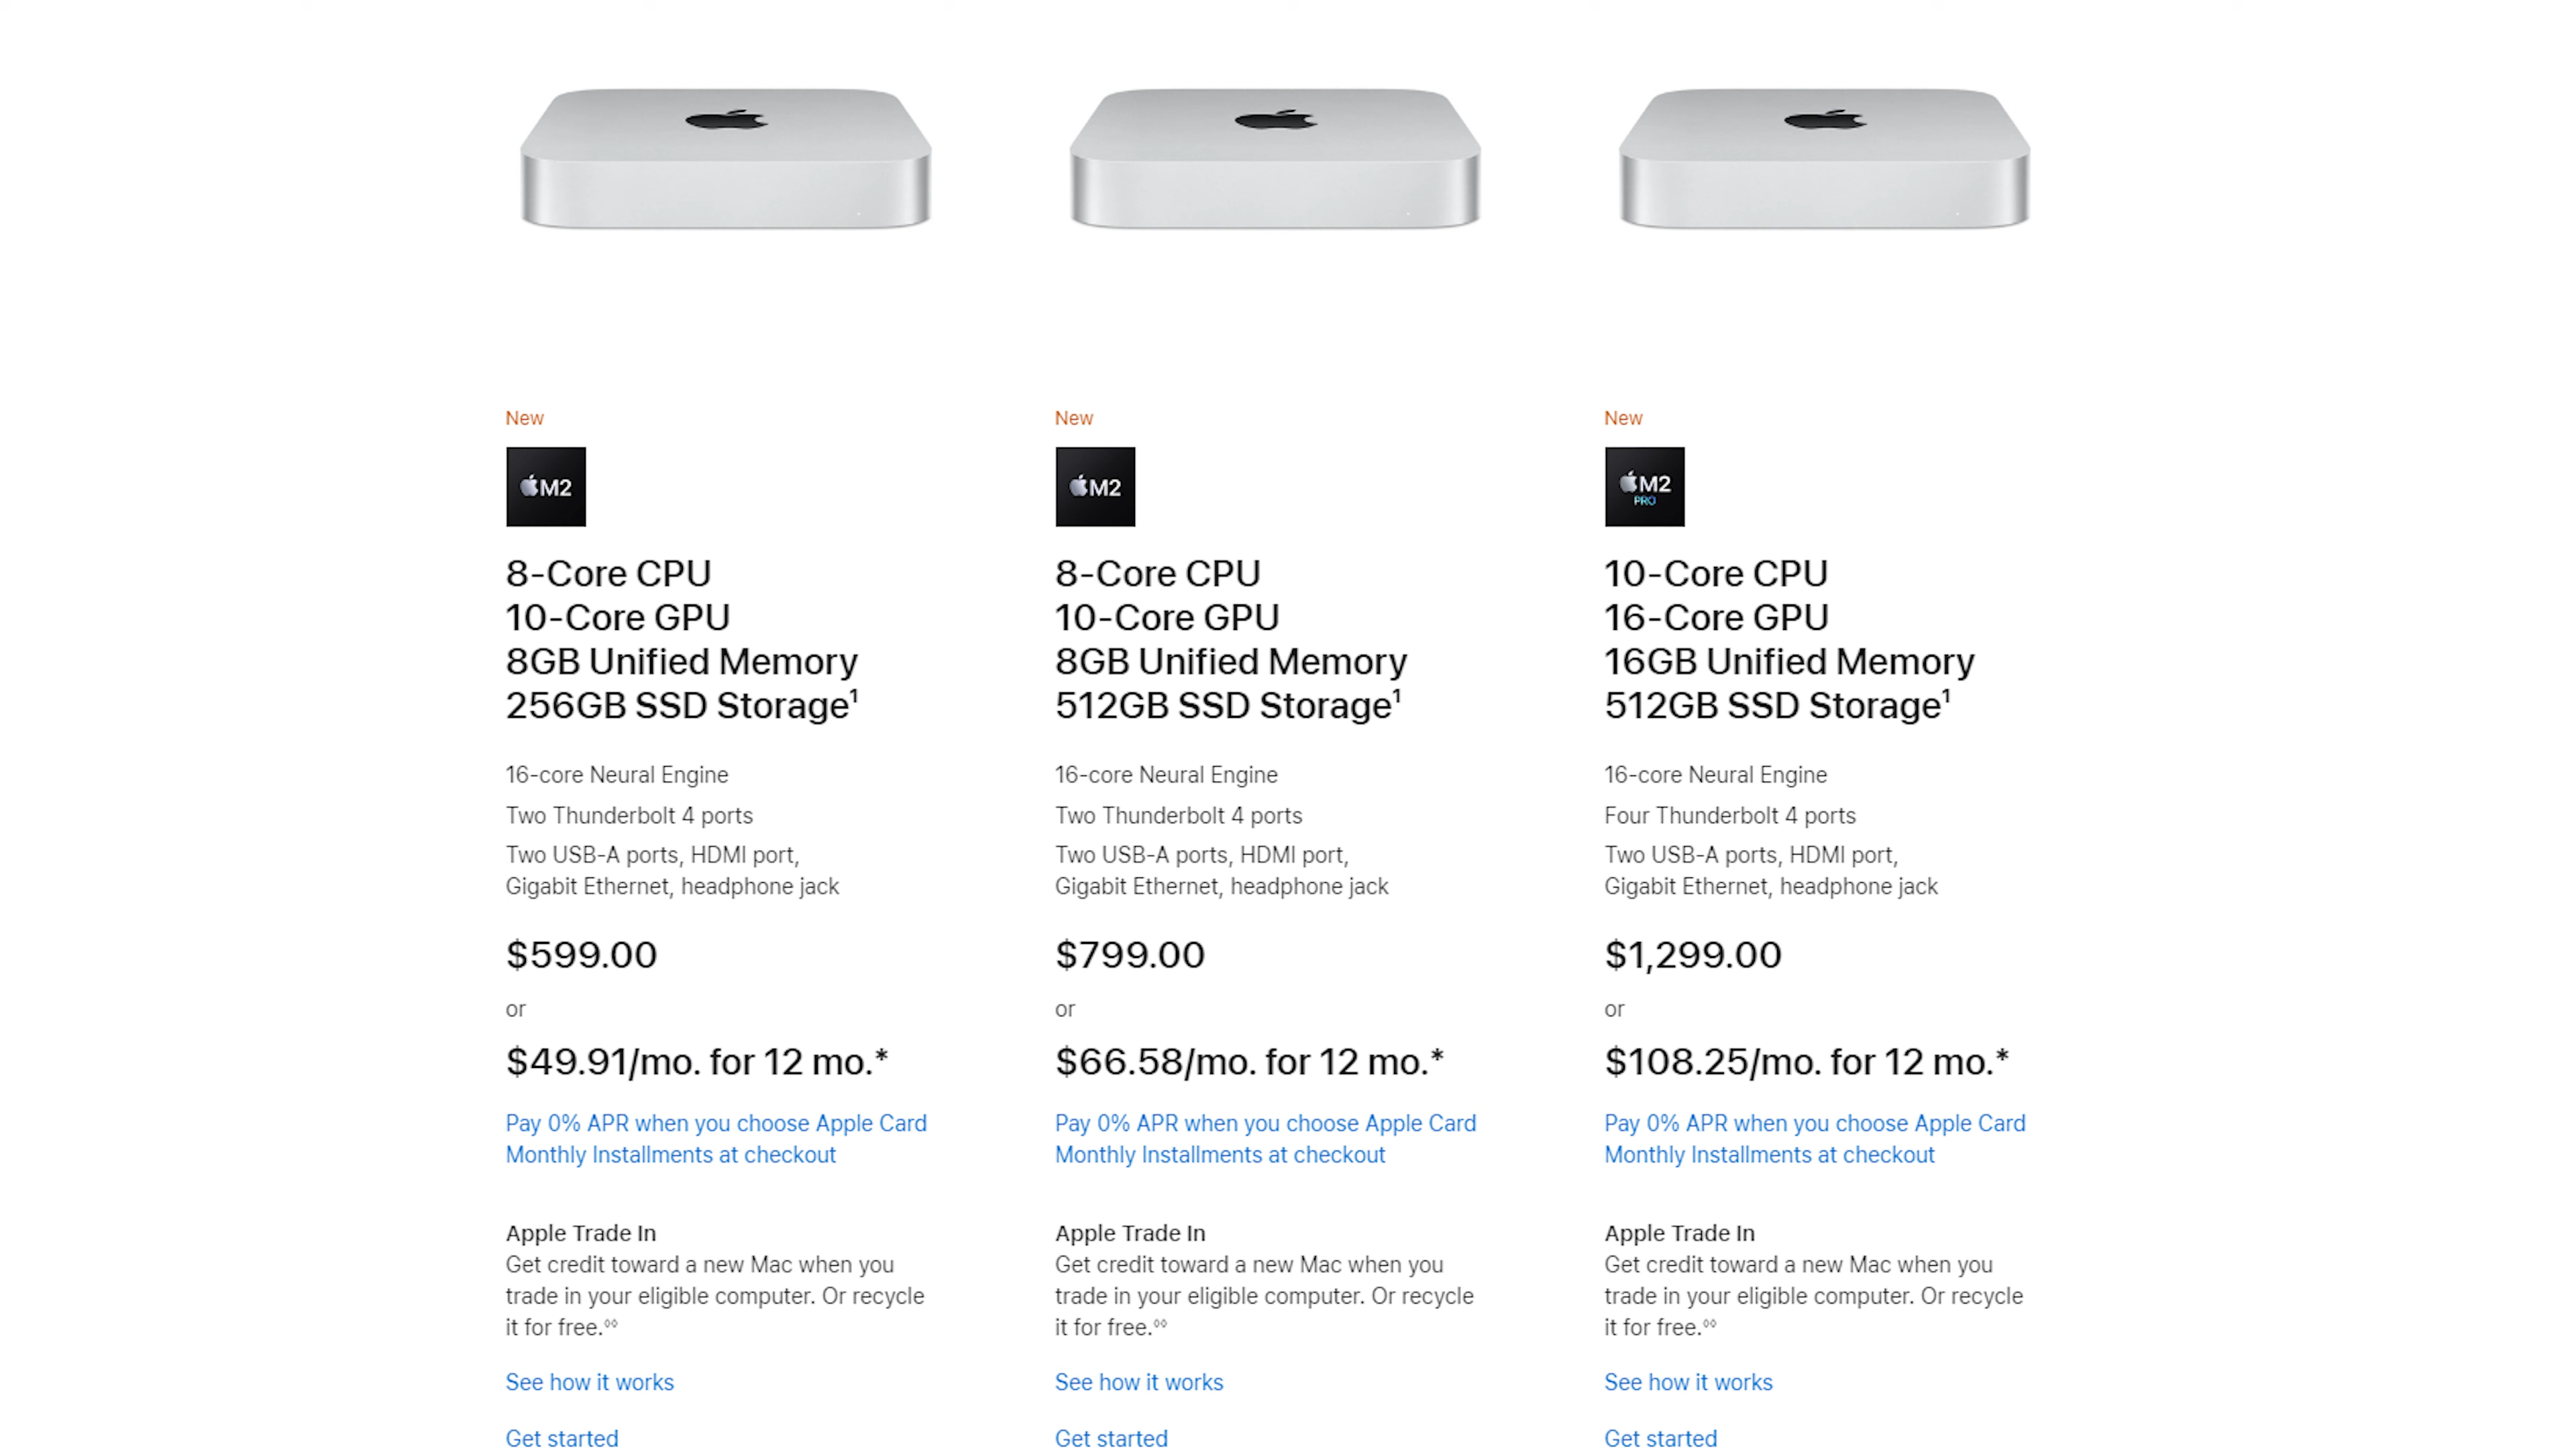 New
M2
8-Core CPU
10-Core GPU
8GB Unified Memory
256GB SSD Storage¹
16-core Neural Engine
Two Thunderbolt 4 ports
Two USB-A ports, HDMI port,
Gigabit Ethernet, headphone jack
$599.00
or
$49.91/mo. for 12 mo.*
Pay 0% APR when you choose Apple Card
Monthly Installments at checkout
Apple Trade In
Get credit toward a new Mac when you
trade in your eligible computer. Or recycle
it for free.◊◊
See how it works
Get started
New
M2
8-Core CPU
10-Core GPU
8GB Unified Memory
512GB SSD Storage¹
16-core Neural Engine
Two Thunderbolt 4 ports
Two USB-A ports, HDMI port,
Gigabit Ethernet, headphone jack
$799.00
or
$66.58/mo. for 12 mo.*
Pay 0% APR when you choose Apple Card
Monthly Installments at checkout
Apple Trade In
Get credit toward a new Mac when you
trade in your eligible computer. Or recycle
it for free.◊◊
See how it works
Get started
New
M2
PRO
10-Core CPU
16-Core GPU
16GB Unified Memory
512GB SSD Storage¹
16-core Neural Engine
Four Thunderbolt 4 ports
Two USB-A ports, HDMI port,
Gigabit Ethernet, headphone jack
$1,299.00
or
$108.25/mo. for 12 mo.*
Pay 0% APR when you choose Apple Card
Monthly Installments at checkout
Apple Trade In
Get credit toward a new Mac when you
trade in your eligible computer. Or recycle
it for free.◊◊
See how it works
Get started